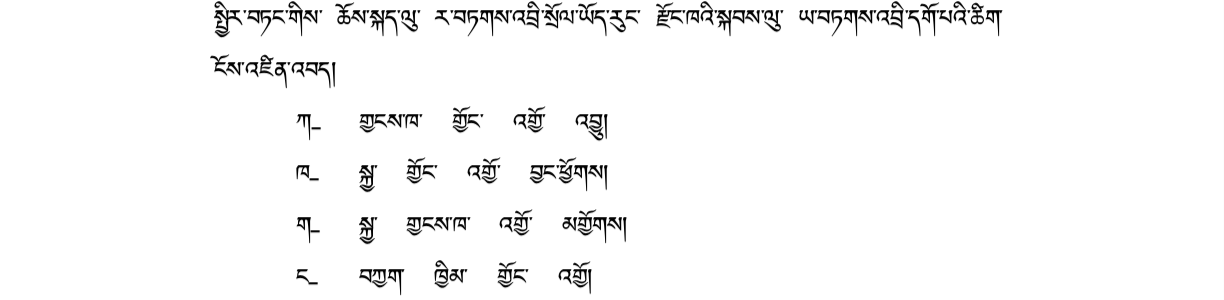 སྤྱིར་བཏང་གིས་ ཆོས་སྐད་ལུ་ ར་བཏགས་འབྲི་སྲོལ་ཡོད་རུང་ རྫོང་ཁའི་སྐབས་ལུ་ ཡ་བཏགས་འབྲི་དགོ་པའི་ཚིག་
ངོས་འཛིན་འབད།
ཀ_ གྱངས་ཁ་ གྱོང་ འགྱོ་ འབྱུ།
ཁ_ སྐྱ་ གྱོང་ འགྱོ་ བྱང་ཕྱོགས།
ག_ སྐྱ་ གྱངས་ཁ་ འགྱོ་ མགྱོགས།
ང_ བཀྱག ཁྱིམ་ གྱོང་ འགྱོ།